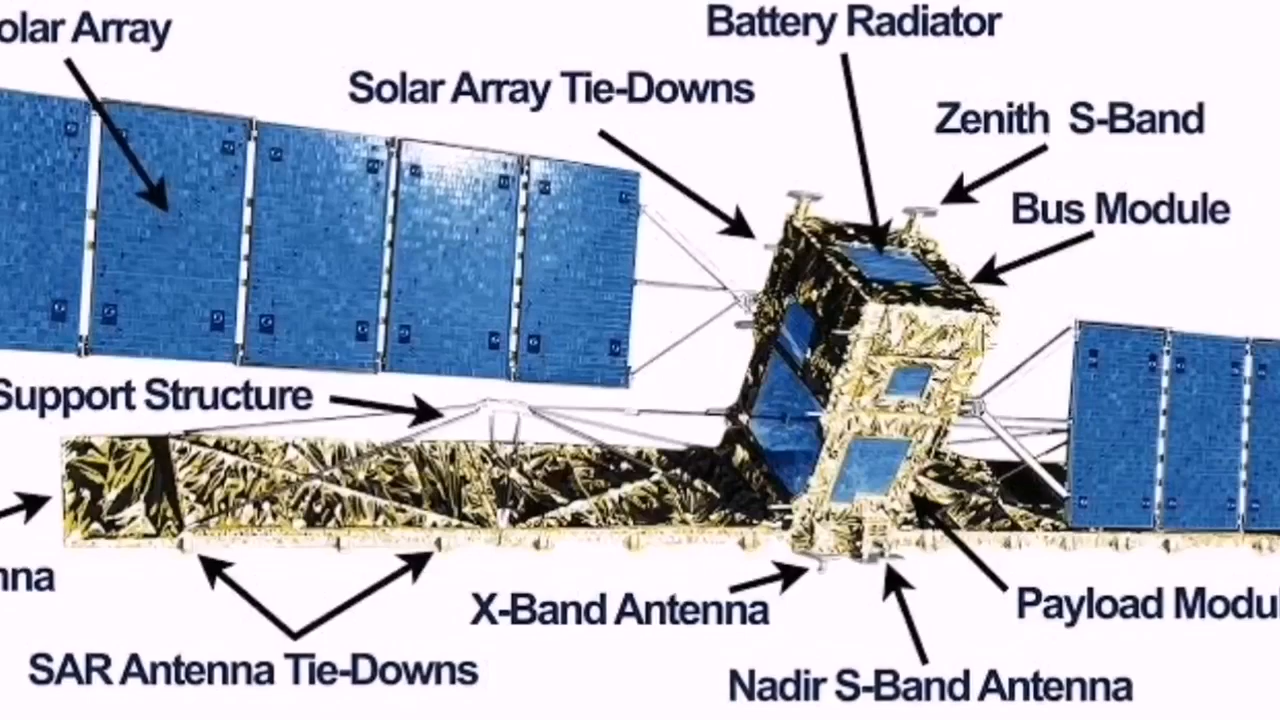 olar Array
Battery Radiator
Solar Array Tie-Downs
Zenith S-Band
Bus Module
Support Structure
nna
X-Band Antenna
Payload Modul
SAR Antenna Tie-Downs
Nadir S-Band Antenna